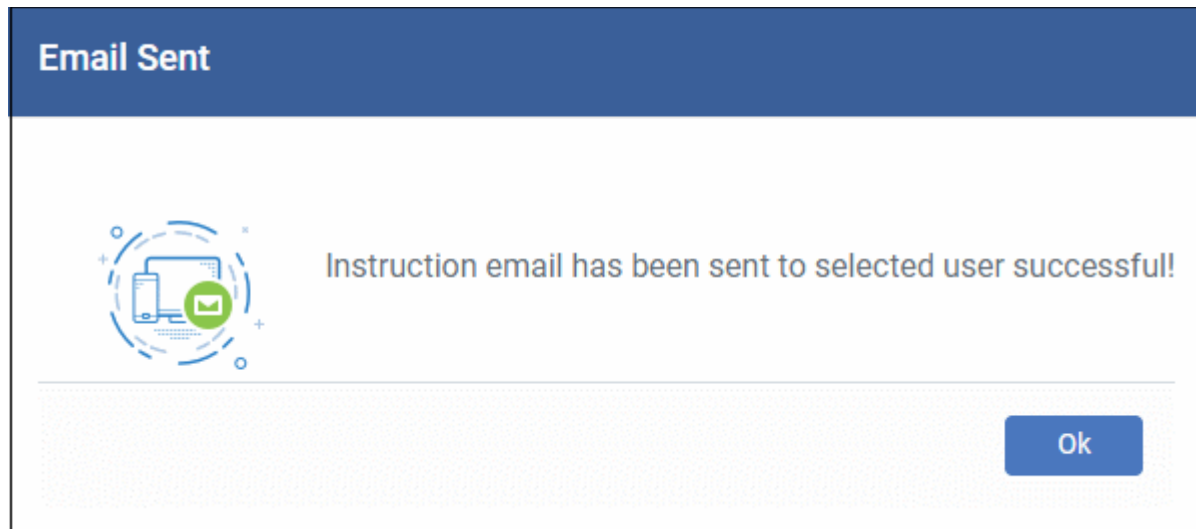 Email Sent
Instruction email has been sent to selected user successful!
Ok